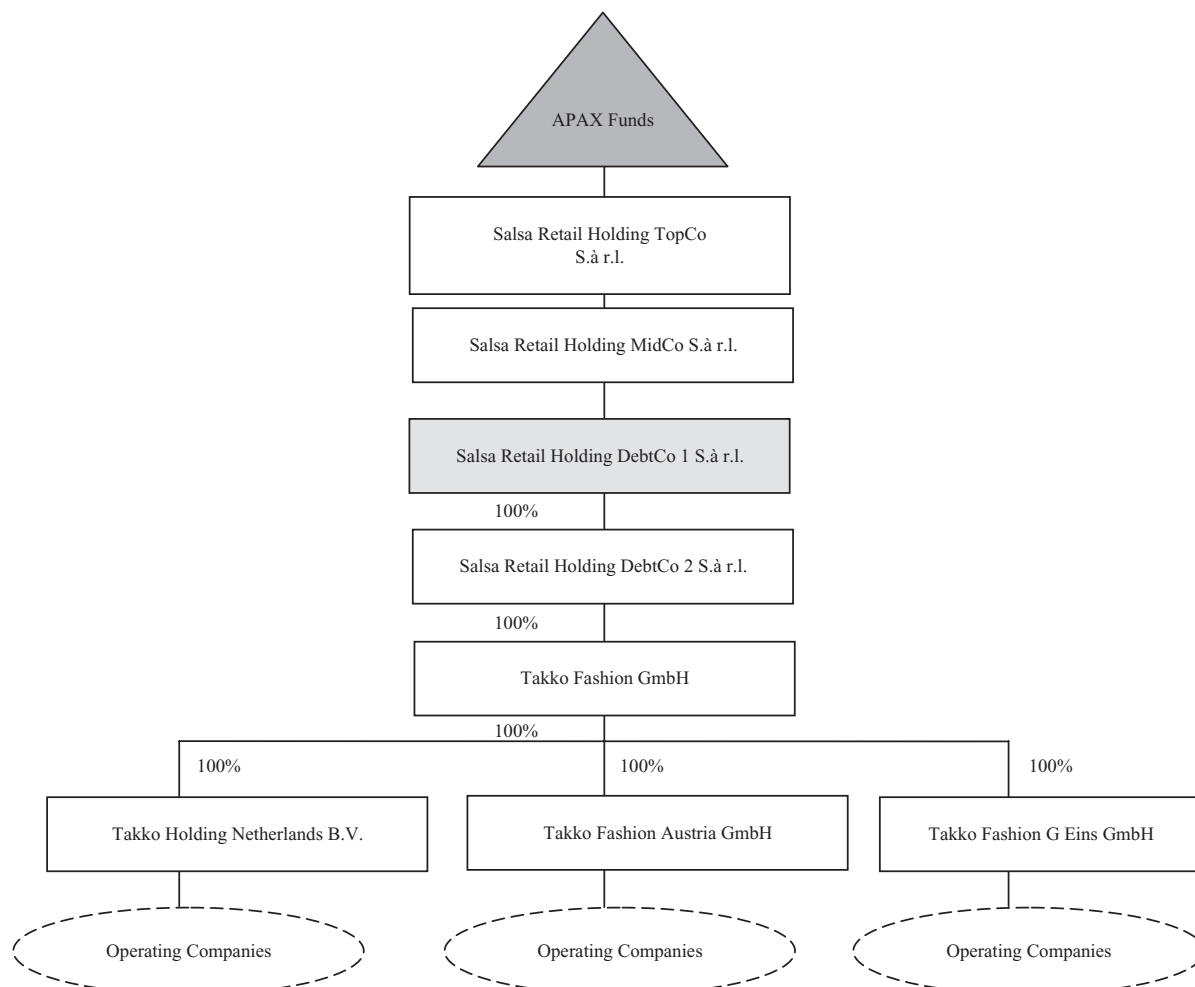 APAX Funds
Salsa Retail Holding TopCo
S.à r.l.
Salsa Retail Holding MidCo S.à r.l.
Salsa Retail Holding DebtCo 1 S.à r.l.
100%
Salsa Retail Holding DebtCo 2 S.à r.l.
100%
Takko Fashion GmbH
100%
100%
100%
100%
Takko Holding Netherlands B.V.
Takko Fashion Austria GmbH
Takko Fashion G Eins GmbH
Operating Companies
Operating Companies
Operating Companies